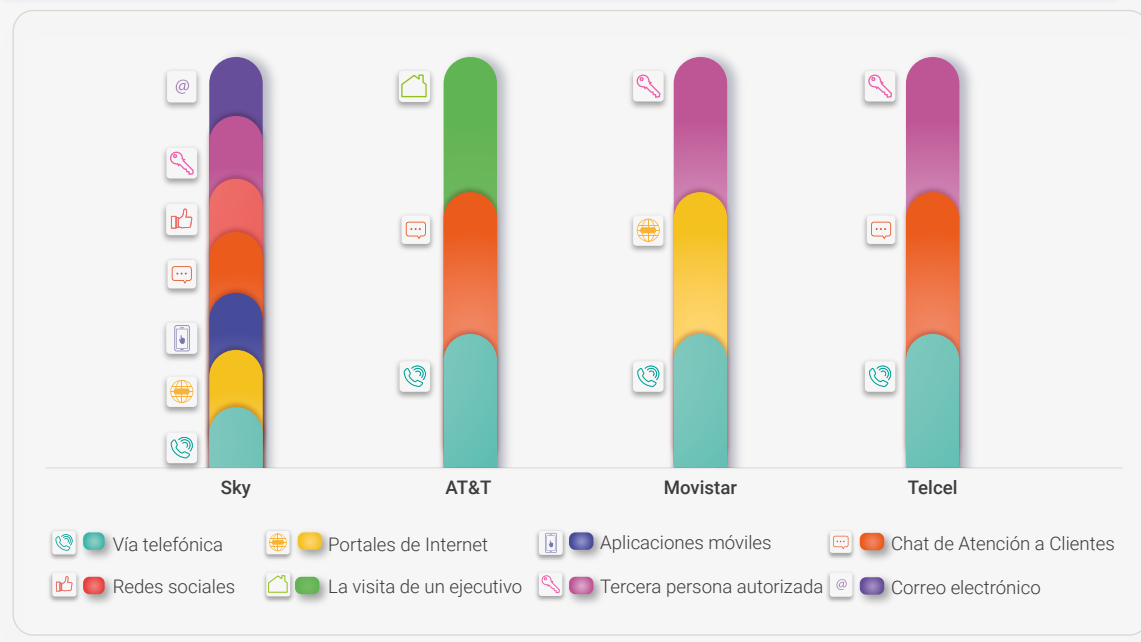 @
Sky AT&T Movistar Telcel
Vía telefónica Portales de Internet Aplicaciones móviles Chat de Atención a Clientes
Redes sociales La visita de un ejecutivo Tercera persona autorizada @ Correo electrónico